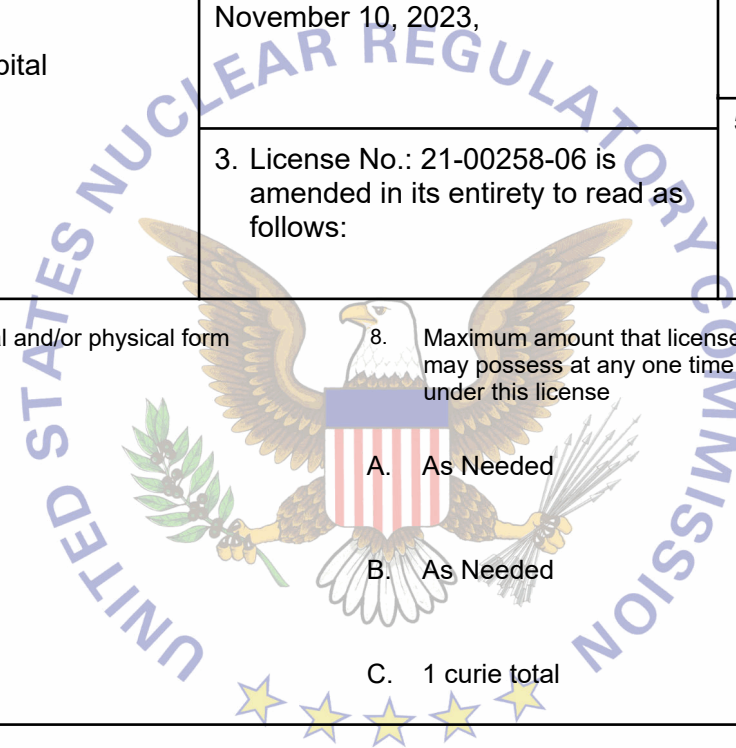 November 10, 2023,
pital
3. License No.: 21-00258-06 is
amended in its entirety to read as
follows:
l and/or physical form
8. Maximum amount that license
may possess at any one time
under this license
A. As Needed
B. As Needed
C. 1 curie total
UNITED STATES NUCLEAR REGULATORY COMMISSION